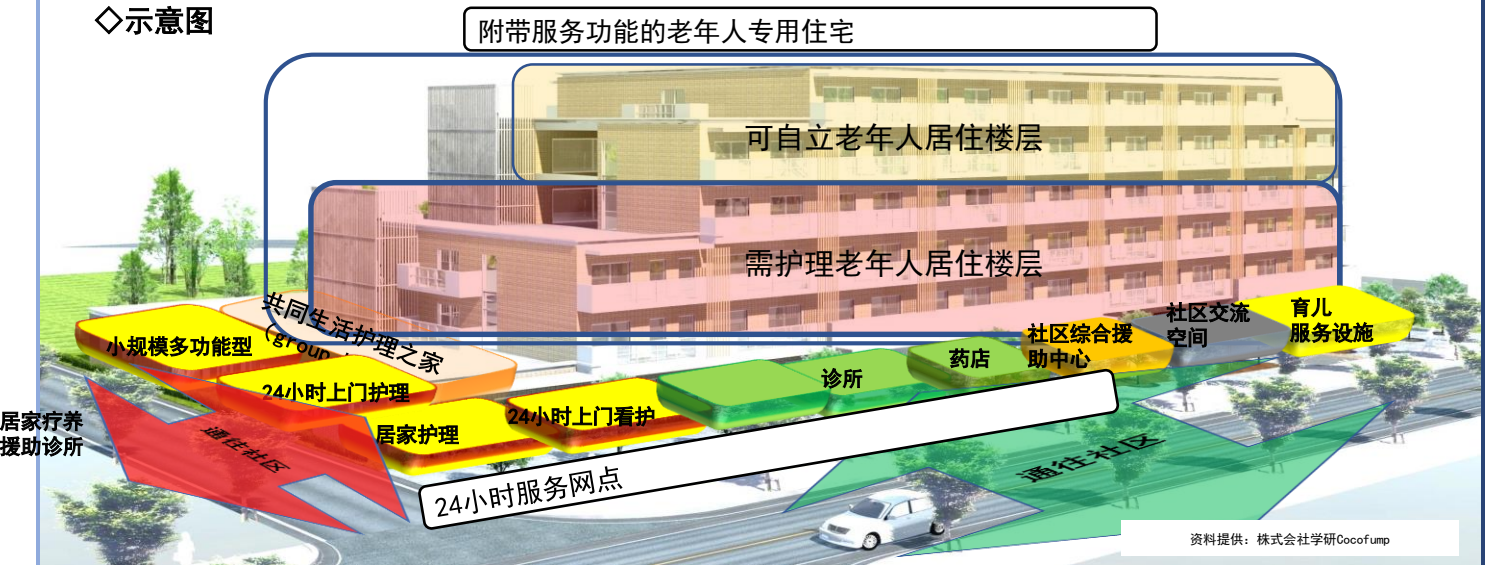 ◇示意图
附带服务功能的老年人专用住宅
可自立老年人居住楼层
需护理老年人居住楼层
共同生活护理之家
(group
小规模多功能型
24小时上门护理
居家护理
24小时上门看护
诊所
药店
社区综合援
助中心
社区交流
空间
育儿
服务设施
居家疗养
援助诊所
通往社区
24小时服务网点
通往社区
资料提供：株式会社学研Cocofump